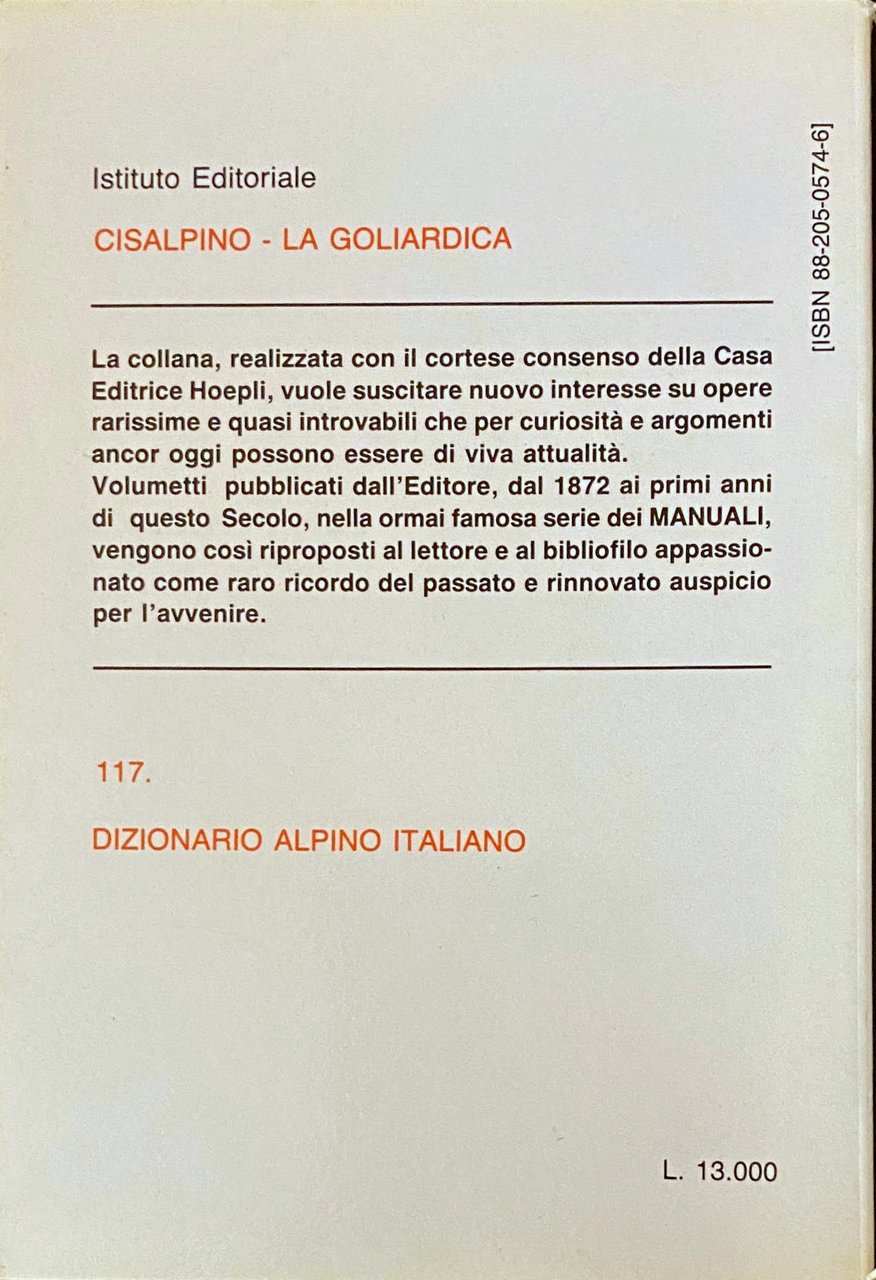 Istituto Editoriale
CISALPINO - LA GOLIARDICA
[ISBN 88-205-0574-6]
La collana, realizzata con il cortese consenso della Casa
Editrice Hoepli, vuole suscitare nuovo interesse su opere
rarissime e quasi introvabili che per curiosità e argomenti
ancor oggi possono essere di viva attualità.
Volumetti pubblicati dall'Editore, dal 1872 ai primi anni
di questo Secolo, nella ormai famosa serie dei MANUALI,
vengono così riproposti al lettore e al bibliofilo appassio-
nato come raro ricordo del passato e rinnovato auspicio
per l'avvenire.
117.
DIZIONARIO ALPINO ITALIANO
L. 13.000